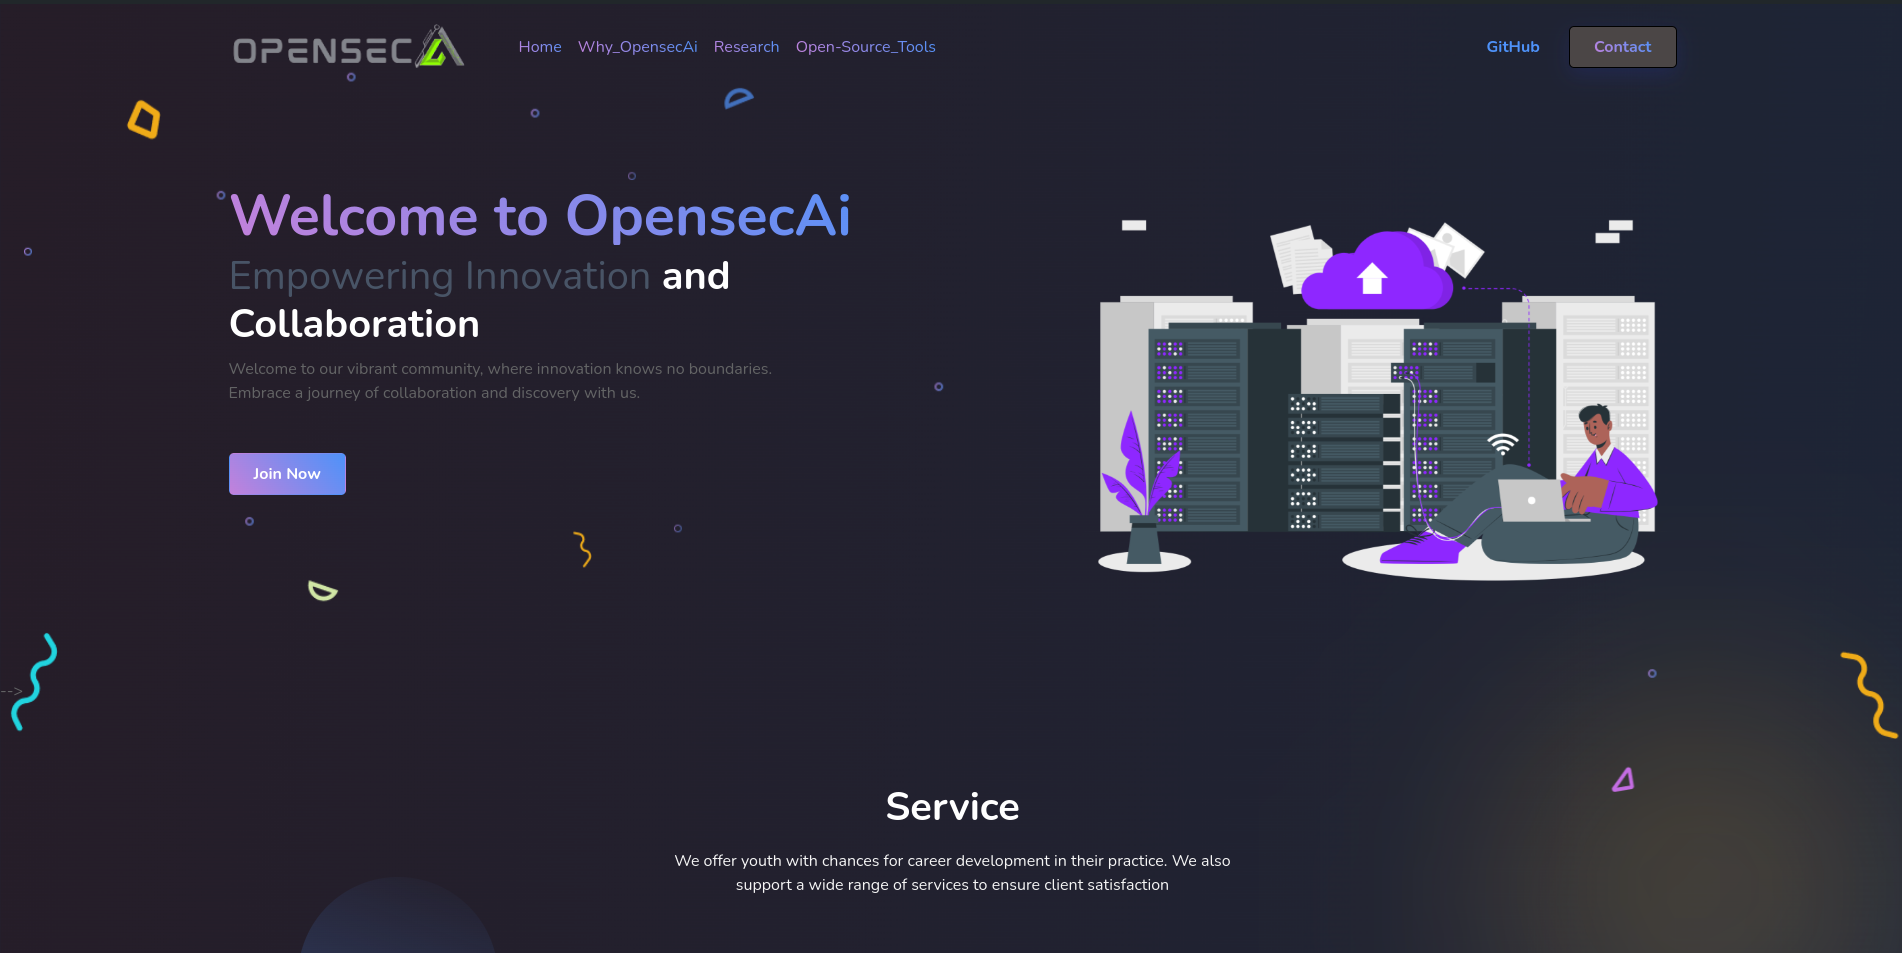 OPENSEC
Home Why_OpensecAi Research Open-Source_Tools GitHub Contact
Welcome to OpensecAi
Empowering Innovation and
Collaboration
Welcome to our vibrant community, where innovation knows no boundaries.
Embrace a journey of collaboration and discovery with us.
Join Now
-->
Service
We offer youth with chances for career development in their practice. We also
support a wide range of services to ensure client satisfaction